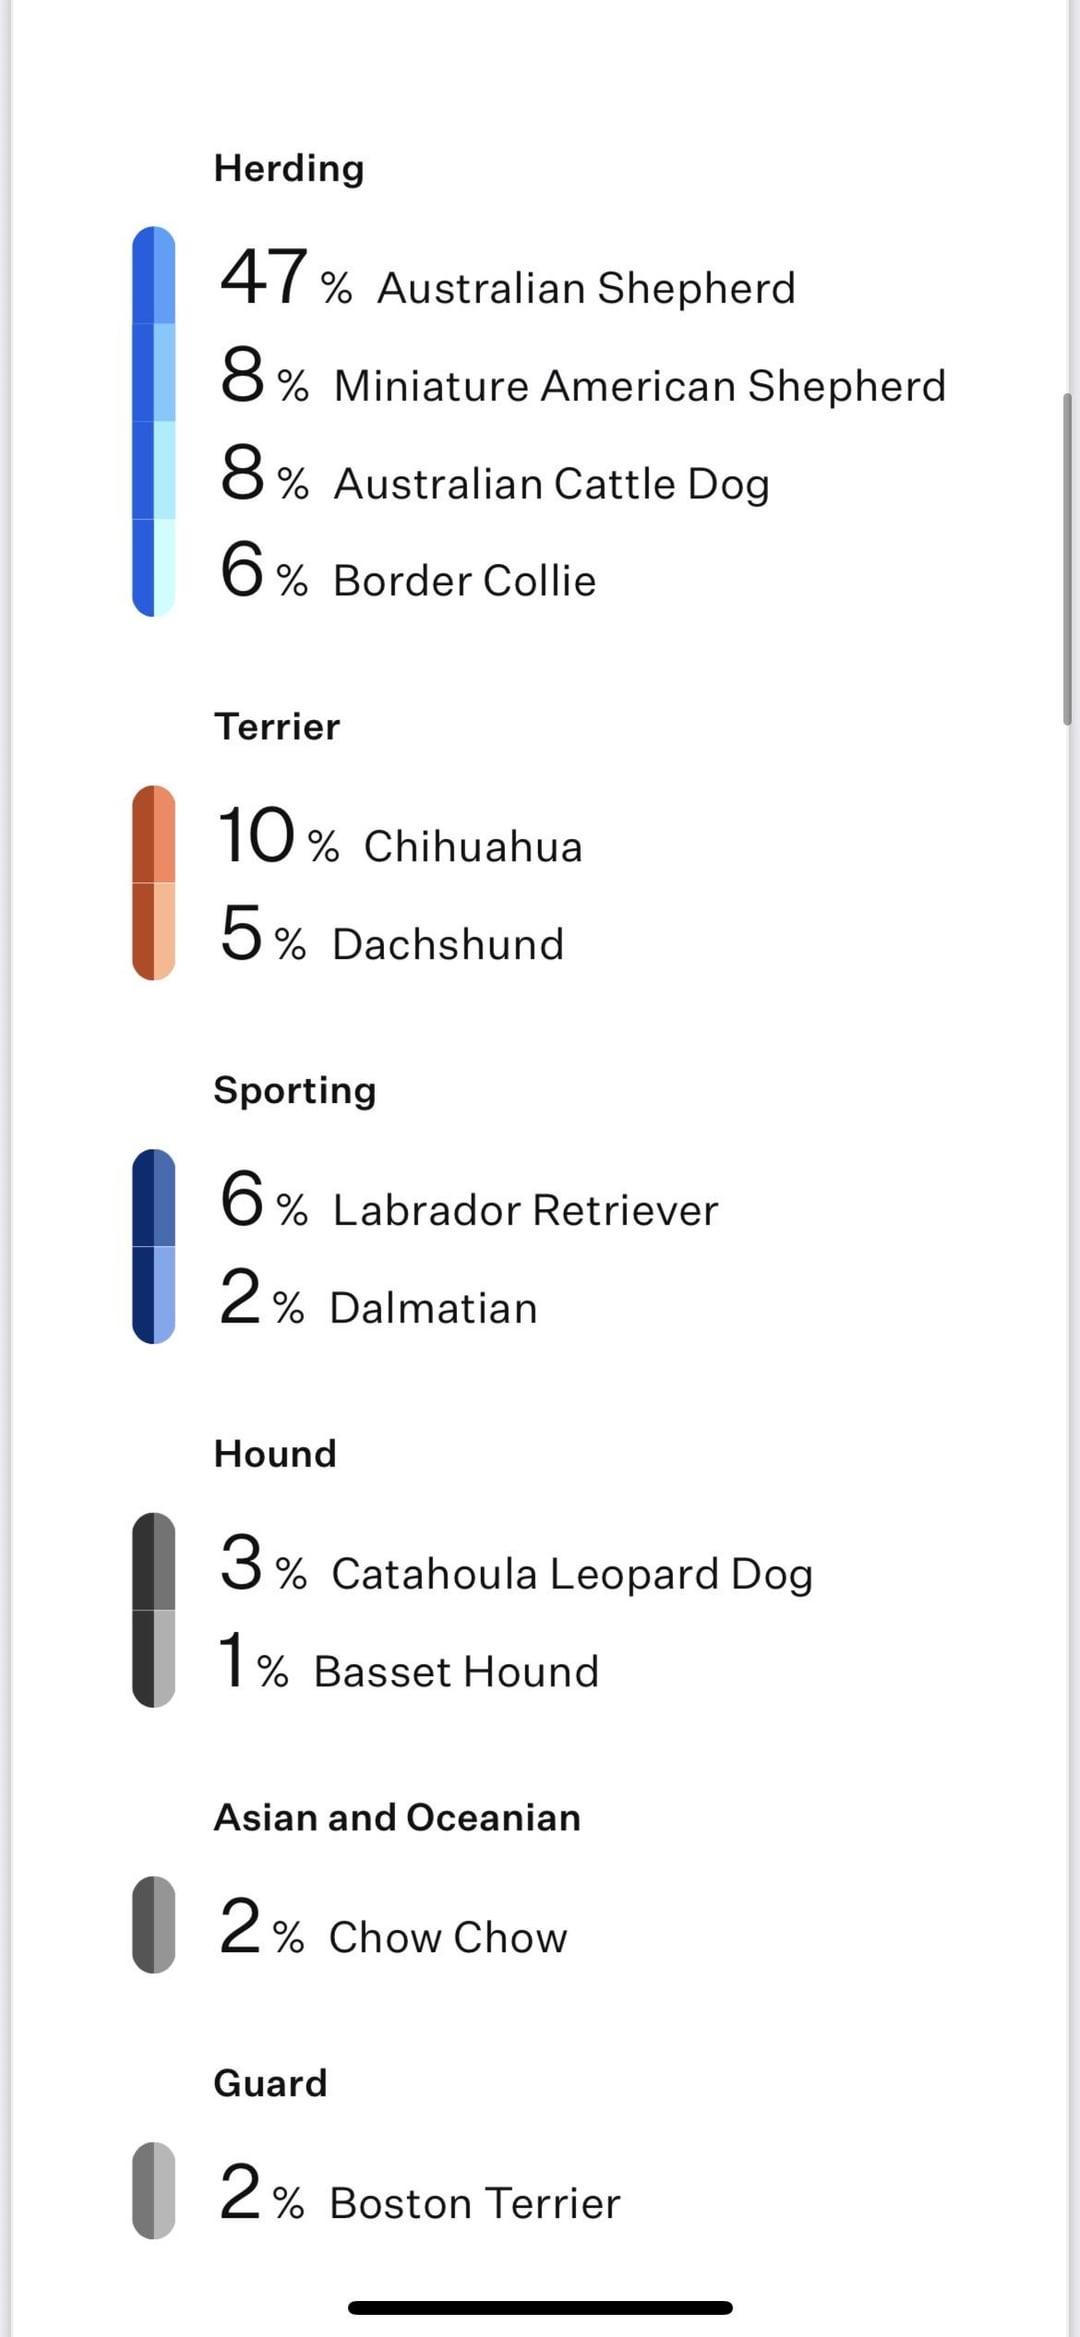 Herding
47 % Australian Shepherd
8 % Miniature American Shepherd
8 % Australian Cattle Dog
6 % Border Collie
Terrier
10 % Chihuahua
5 % Dachshund
Sporting
6 % Labrador Retriever
2 % Dalmatian
Hound
3 % Catahoula Leopard Dog
1 % Basset Hound
Asian and Oceanian
2 % Chow Chow
Guard
2 % Boston Terrier